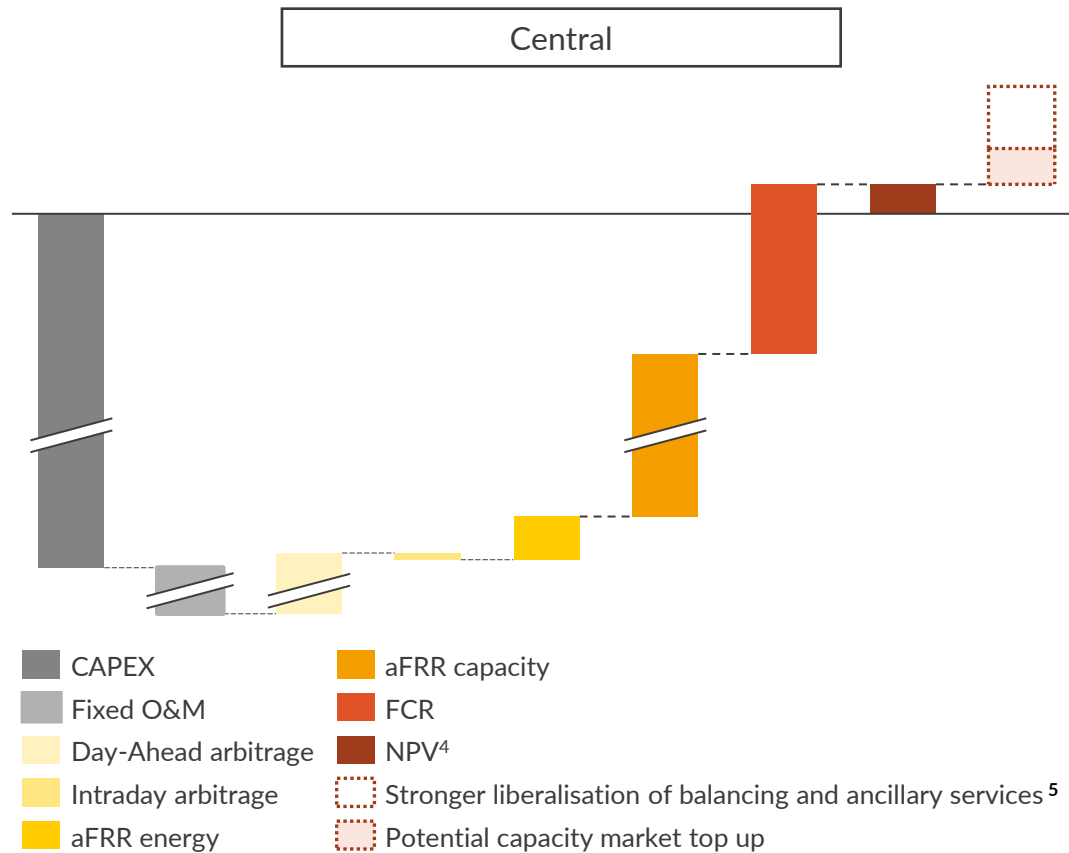 Central
CAPEX
Fixed O&M
Day-Ahead arbitrage
Intraday arbitrage
aFRR energy
aFRR capacity
FCR
NPV⁴
Stronger liberalisation of balancing and ancillary services ⁵
Potential capacity market top up